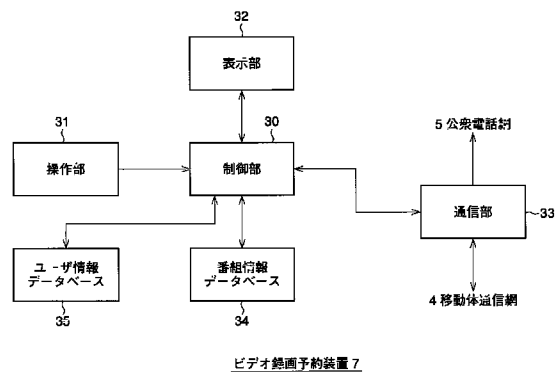 32
表示部
31
30
5 公衆電話網
操作部
制御部
通信部
33
ユーザ情報
データベース
番組情報
データベース
4 移動体通信網
35
34
ビデオ録画予約装置 7